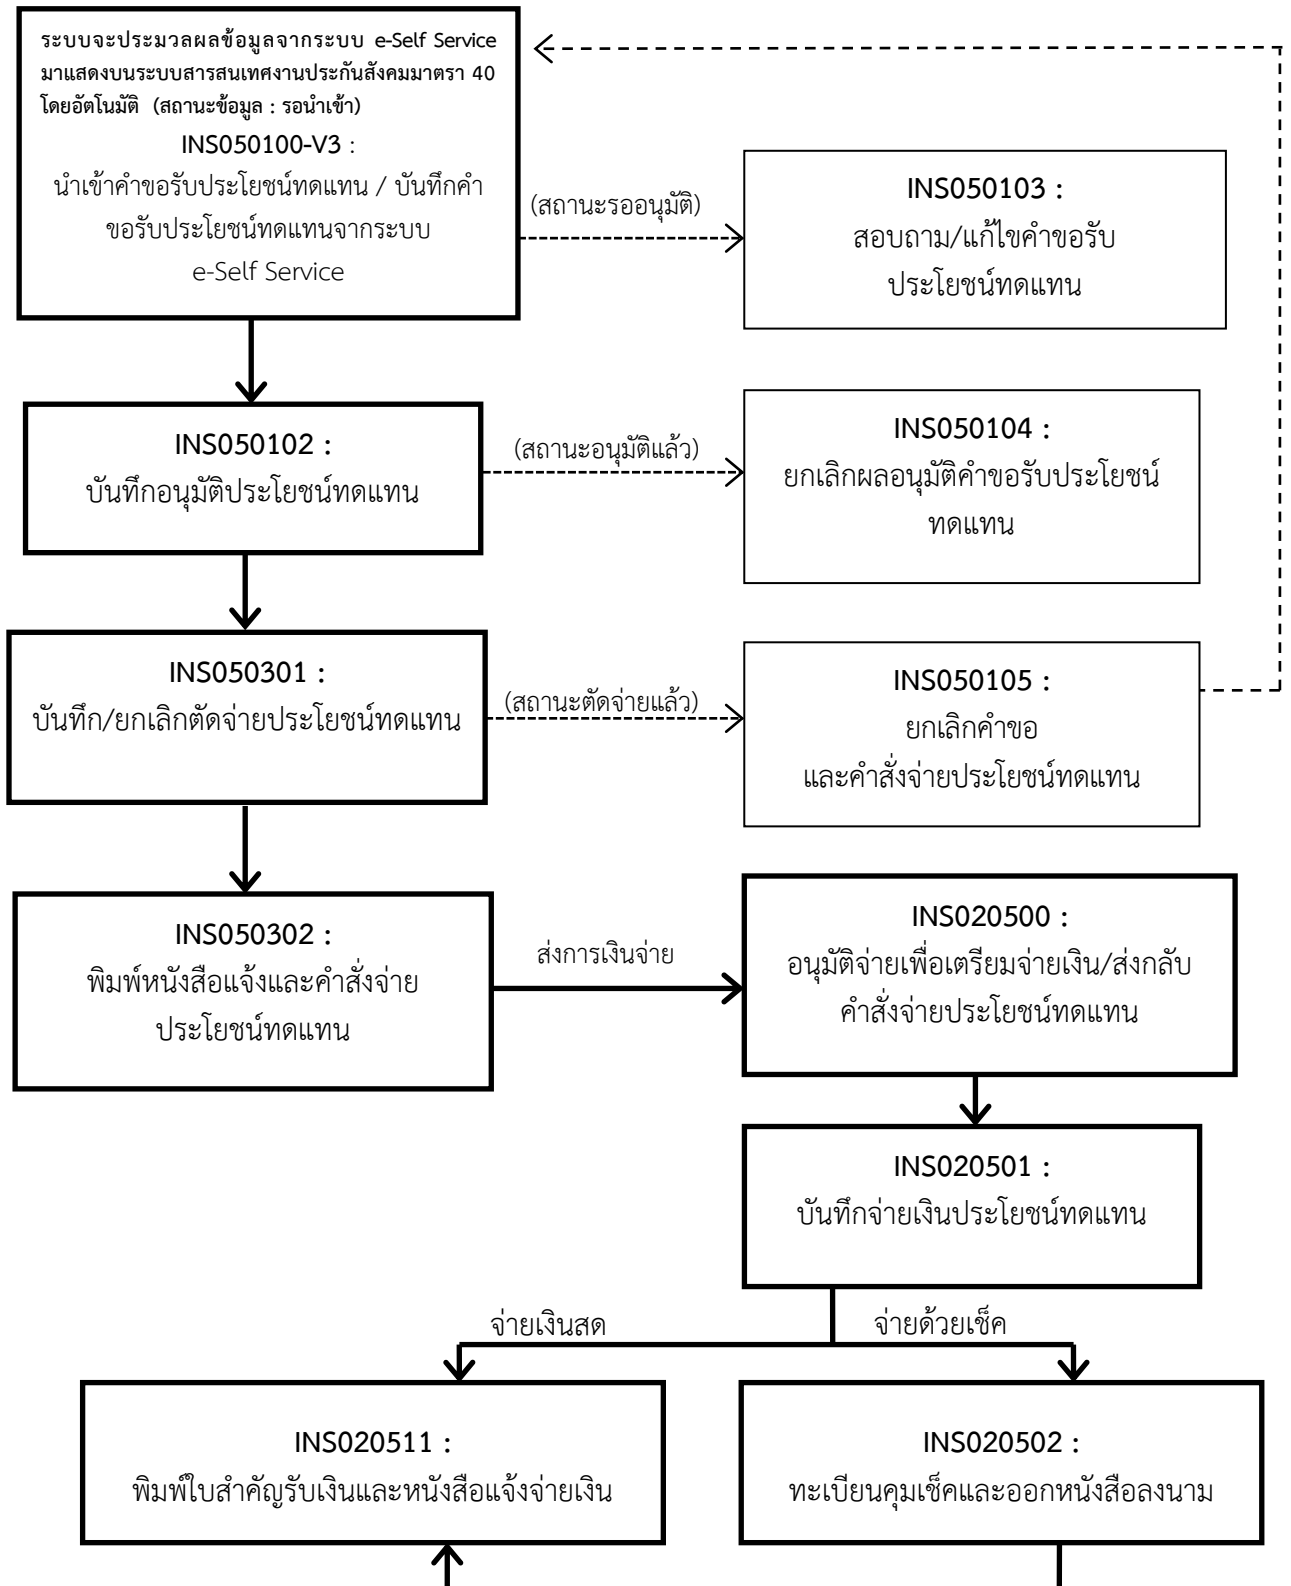 ระบบจะประมวลผลข้อมูลจากระบบ e-Self Service
มาแสดงบนระบบสารสนเทศงานประกันสังคมมาตรา 40
โดยอัตโนมัติ (สถานะข้อมูล : รอนำเข้า)
INS050100-V3 :
นำเข้าคำขอรับประโยชน์ทดแทน / บันทึกคำ
ขอรับประโยชน์ทดแทนจากระบบ
e-Self Service
(สถานะรออนุมัติ)
INS050103 :
สอบถาม/แก้ไขคำขอรับ
ประโยชน์ทดแทน
INS050102 :
บันทึกอนุมัติประโยชน์ทดแทน
(สถานะอนุมัติแล้ว)
INS050104 :
ยกเลิกผลอนุมัติคำขอรับประโยชน์
ทดแทน
INS050301 :
บันทึก/ยกเลิกตัดจ่ายประโยชน์ทดแทน
(สถานะตัดจ่ายแล้ว)
INS050105 :
ยกเลิกคำขอ
และคำสั่งจ่ายประโยชน์ทดแทน
INS050302 :
พิมพ์หนังสือแจ้งและคำสั่งจ่าย
ประโยชน์ทดแทน
ส่งการเงินจ่าย
INS020500 :
อนุมัติจ่ายเพื่อเตรียมจ่ายเงิน/ส่งกลับ
คำสั่งจ่ายประโยชน์ทดแทน
INS020501 :
บันทึกจ่ายเงินประโยชน์ทดแทน
จ่ายเงินสด
จ่ายด้วยเช็ค
INS020511 :
พิมพ์ใบสำคัญรับเงินและหนังสือแจ้งจ่ายเงิน
INS020502 :
ทะเบียนคุมเช็คและออกหนังสือลงนาม